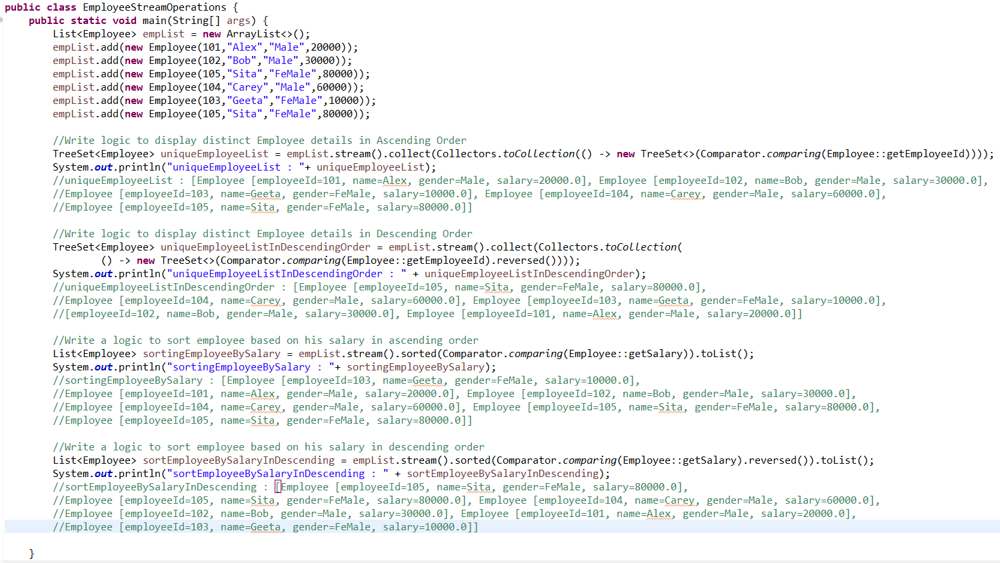 public class EmployeeStreamOperations {
public static void main(String[] args) {
List<Employee> empList = new ArrayList<>();
empList.add(new Employee(101,"Alex","Male",20000));
empList.add(new Employee(102,"Bob","Male",30000));
empList.add(new Employee(105,"Sita","FeMale",80000));
empList.add(new Employee(104,"Carey","Male",60000));
empList.add(new Employee(103,"Geeta","FeMale",10000));
empList.add(new Employee(105,"Sita","FeMale",80000));
//Write logic to display distinct Employee details in Ascending Order
TreeSet<Employee> uniqueEmployeeList = empList.stream().collect(Collectors.toCollection(() -> new TreeSet<>(Comparator.comparing(Employee::getEmployeeId))));
System.out.println("uniqueEmployeeList : "+ uniqueEmployeeList);
//uniqueEmployeeList : [Employee [employeeId=101, name=Alex, gender=Male, salary=20000.0], Employee [employeeId=102, name=Bob, gender=Male, salary=30000.0],
//Employee [employeeId=103, name=Geeta, gender=FeMale, salary=10000.0], Employee [employeeId=104, name=Carey, gender=Male, salary=60000.0],
//Employee [employeeId=105, name=Sita, gender=FeMale, salary=80000.0]]
//Write logic to display distinct Employee details in Descending Order
TreeSet<Employee> uniqueEmployeeListInDescendingOrder = empList.stream().collect(Collectors.toCollection(
() -> new TreeSet<>(Comparator.comparing(Employee::getEmployeeId).reversed())));
System.out.println("uniqueEmployeeListInDescendingOrder : " + uniqueEmployeeListInDescendingOrder);
//uniqueEmployeeListInDescendingOrder : [Employee [employeeId=105, name=Sita, gender=FeMale, salary=80000.0],
//Employee [employeeId=104, name=Carey, gender=Male, salary=60000.0], Employee [employeeId=103, name=Geeta, gender=FeMale, salary=10000.0],
//[employeeId=102, name=Bob, gender=Male, salary=30000.0], Employee [employeeId=101, name=Alex, gender=Male, salary=20000.0]]
//Write a logic to sort employee based on his salary in ascending order
List<Employee> sortingEmployeeBySalary = empList.stream().sorted(Comparator.comparing(Employee::getSalary)).toList();
System.out.println("sortingEmployeeBySalary : "+ sortingEmployeeBySalary);
//sortingEmployeeBySalary : [Employee [employeeId=103, name=Geeta, gender=FeMale, salary=10000.0],
//Employee [employeeId=101, name=Alex, gender=Male, salary=20000.0], Employee [employeeId=102, name=Bob, gender=Male, salary=30000.0],
//Employee [employeeId=104, name=Carey, gender=Male, salary=60000.0], Employee [employeeId=105, name=Sita, gender=FeMale, salary=80000.0],
//Employee [employeeId=105, name=Sita, gender=FeMale, salary=80000.0]]
//Write a logic to sort employee based on his salary in descending order
List<Employee> sortEmployeeBySalaryInDescending = empList.stream().sorted(Comparator.comparing(Employee::getSalary).reversed()).toList();
System.out.println("sortEmployeeBySalaryInDescending : " + sortEmployeeBySalaryInDescending);
//sortEmployeeBySalaryInDescending : [Employee [employeeId=105, name=Sita, gender=FeMale, salary=80000.0],
//Employee [employeeId=105, name=Sita, gender=FeMale, salary=80000.0], Employee [employeeId=104, name=Carey, gender=Male, salary=60000.0],
//Employee [employeeId=102, name=Bob, gender=Male, salary=30000.0], Employee [employeeId=101, name=Alex, gender=Male, salary=20000.0],
//Employee [employeeId=103, name=Geeta, gender=FeMale, salary=10000.0]]
}